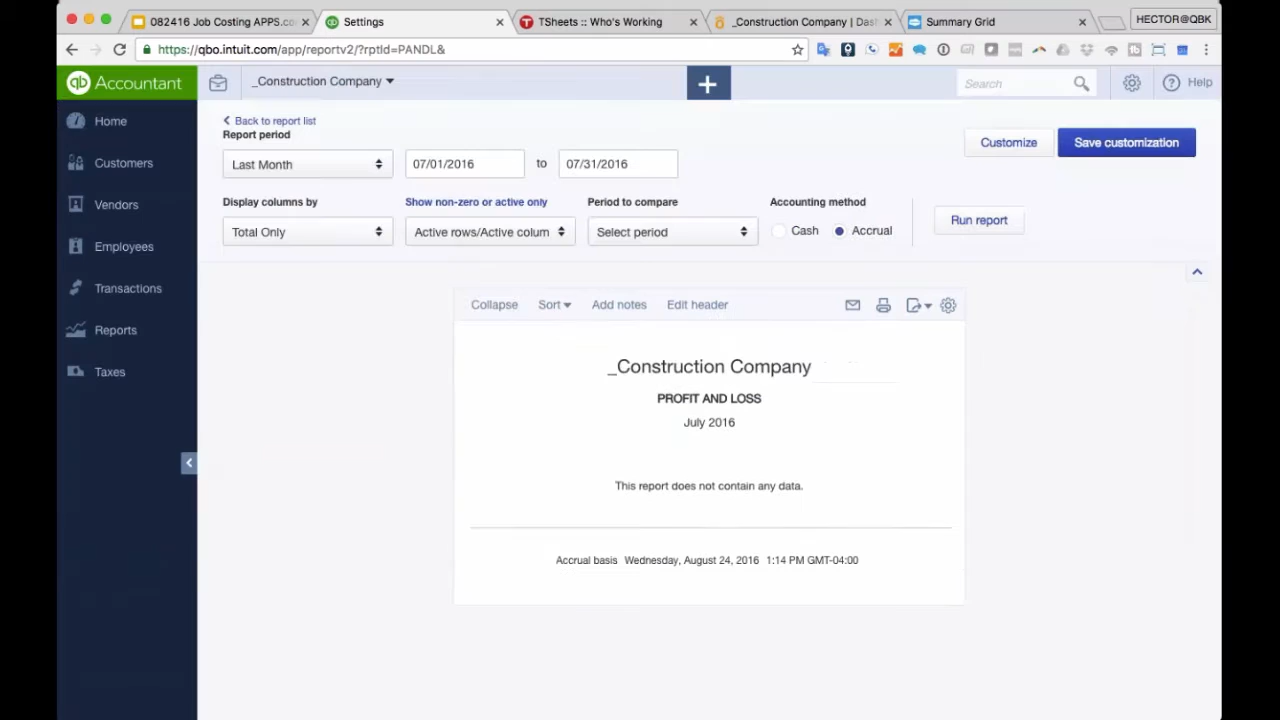 082416 Job Costing APPS.co
Settings
TSheets :: Who's Working
_Construction Company | Das
Summary Grid
HECTOR@QBK
https://qbo.intuit.com/app/reportv2/?rptId=PANDL&
qb Accountant
_Construction Company
+
Search
Help
Home
Customers
Vendors
Employees
Transactions
Reports
Taxes
Back to report list
Report period
Last Month
07/01/2016
to
07/31/2016
Customize
Save customization
Display columns by
Show non-zero or active only
Period to compare
Accounting method
Total Only
Active rows/Active colum
Select period
Cash
Accrual
Run report
Collapse
Sort
Add notes
Edit header
_Construction Company
PROFIT AND LOSS
July 2016
This report does not contain any data.
Accrual basis Wednesday, August 24, 2016 1:14 PM GMT-04:00